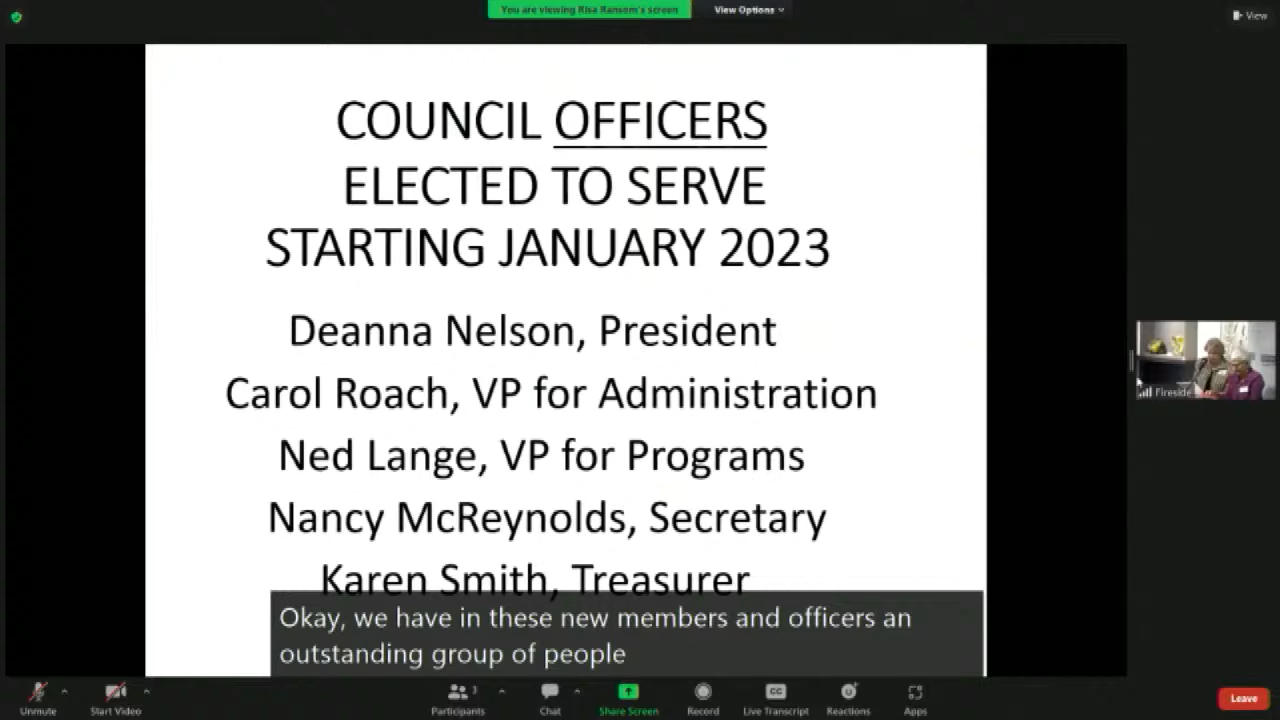 You are viewing Risa Ransom's screen
View Options
View
COUNCIL OFFICERS
ELECTED TO SERVE
STARTING JANUARY 2023
Deanna Nelson, President
Carol Roach, VP for Administration
Ned Lange, VP for Programs
Nancy McReynolds, Secretary
Karen Smith, Treasurer
Fireside
Okay, we have in these new members and officers an
outstanding group of people
Unmute
Start Video
Participants
3
Chat
Share Screen
Record
CC
Live Transcript
Reactions
Apps
Leave